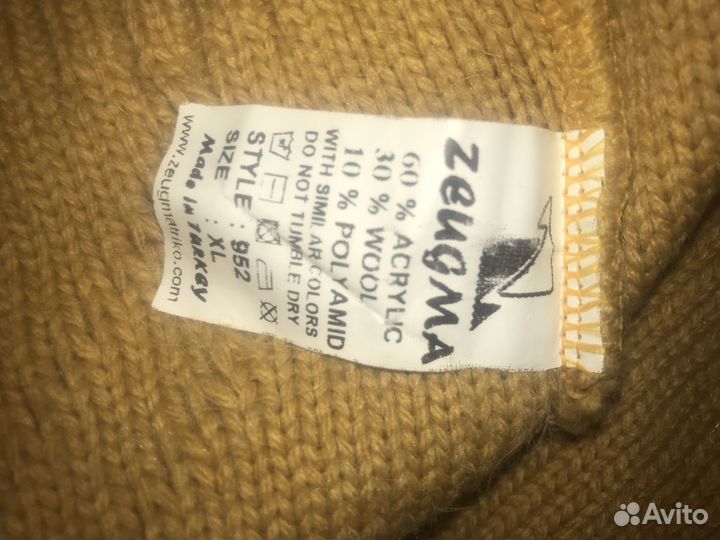 zeugMA
60 % ACRYLIC
30 % WOOL
10 % POLYAMID
WITH SIMILAR COLORS
DO NOT TUMBLE DRY
STYLE : 952
SIZE : XL
Made IN TURKEY
www.zeugmatriko.com
Avito